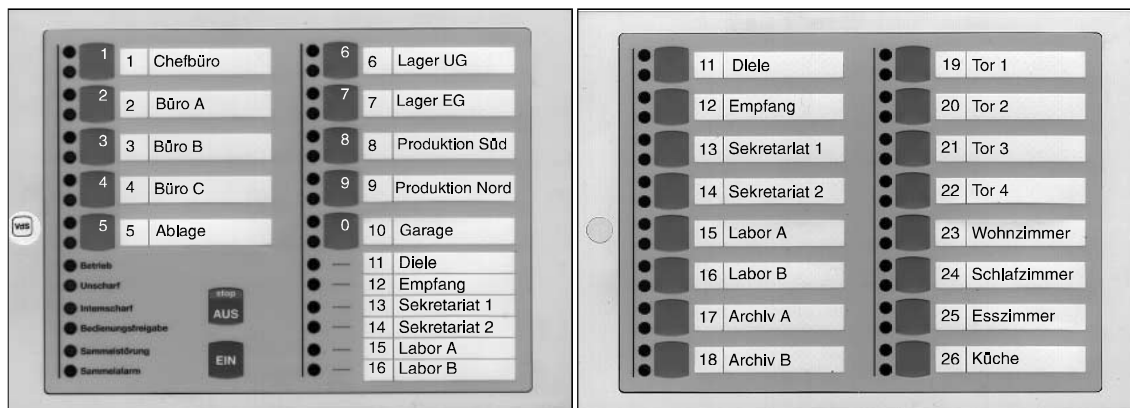 1 1 Chefbüro
2 2 Büro A
3 3 Büro B
4 4 Büro C
5 5 Ablage
Betrieb
Unscharf
Internscharf
Bedienungsfreigabe
Sammelstörung
Sammelalarm
stop
AUS
EIN
6 6 Lager UG
7 7 Lager EG
8 8 Produktion Süd
9 9 Produktion Nord
0 10 Garage
11 Diele
12 Empfang
13 Sekretariat 1
14 Sekretariat 2
15 Labor A
16 Labor B
VdS
11 Diele
12 Empfang
13 Sekretariat 1
14 Sekretariat 2
15 Labor A
16 Labor B
17 Archiv A
18 Archiv B
19 Tor 1
20 Tor 2
21 Tor 3
22 Tor 4
23 Wohnzimmer
24 Schlafzimmer
25 Esszimmer
26 Küche